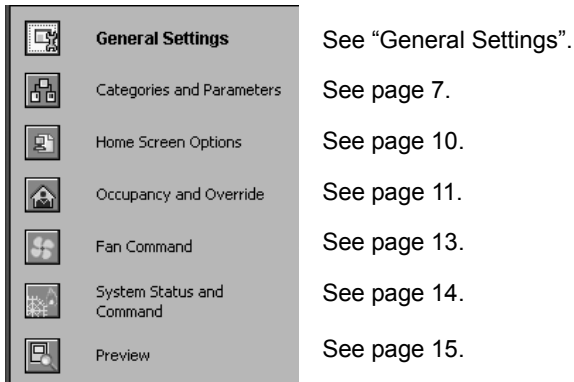 General Settings See “General Settings”.
Categories and Parameters See page 7.
Home Screen Options See page 10.
Occupancy and Override See page 11.
Fan Command See page 13.
System Status and
Command See page 14.
Preview See page 15.